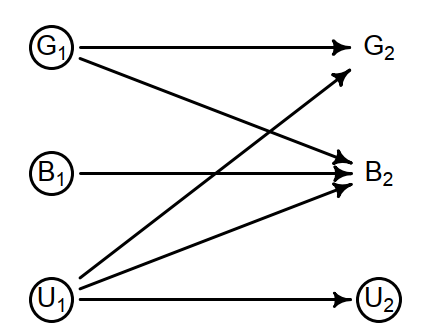 G₁ G₂
B₁ B₂
U₁ U₂